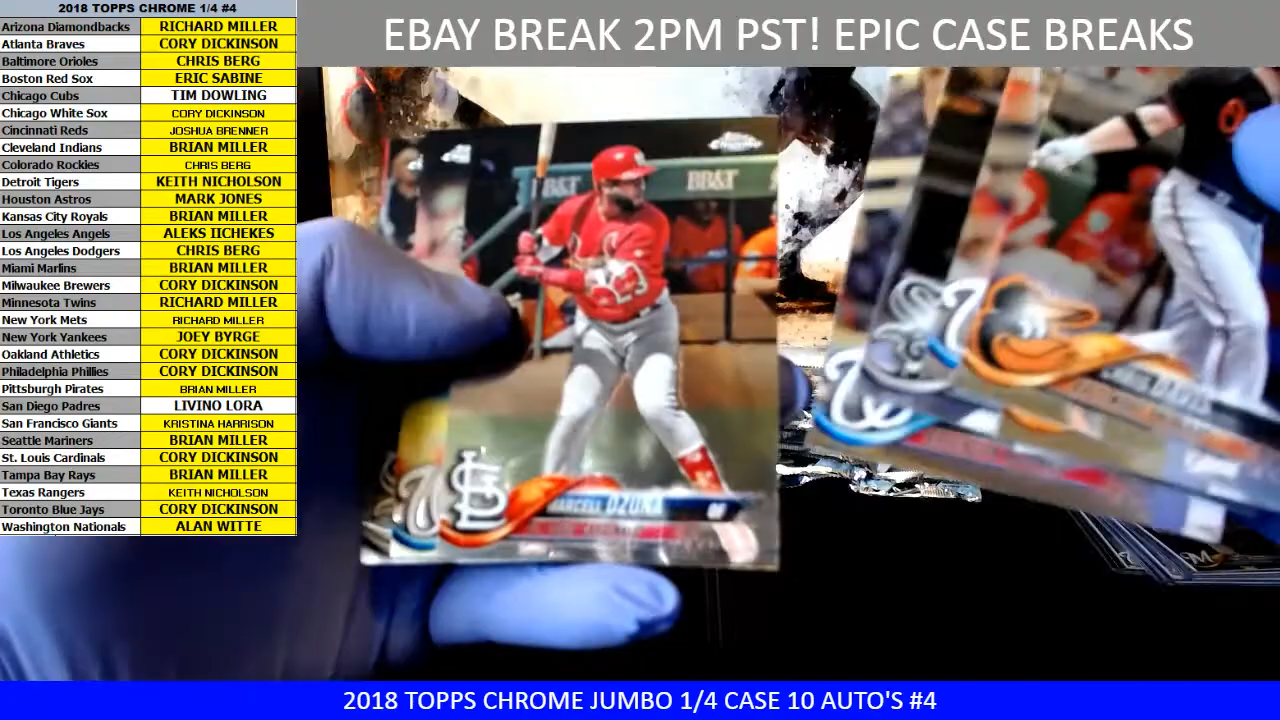 2018 TOPPS CHROME 1/4 #4
Arizona Diamondbacks RICHARD MILLER
Atlanta Braves CORY DICKINSON
Baltimore Orioles CHRIS BERG
Boston Red Sox ERIC SABINE
Chicago Cubs TIM DOWLING
Chicago White Sox CORY DICKINSON
Cincinnati Reds JOSHUA BRENNER
Cleveland Indians BRIAN MILLER
Colorado Rockies CHRIS BERG
Detroit Tigers KEITH NICHOLSON
Houston Astros MARK JONES
Kansas City Royals BRIAN MILLER
Los Angeles Angels ALEKS IICHEKES
Los Angeles Dodgers CHRIS BERG
Miami Marlins BRIAN MILLER
Milwaukee Brewers CORY DICKINSON
Minnesota Twins RICHARD MILLER
New York Mets RICHARD MILLER
New York Yankees JOEY BYRGE
Oakland Athletics CORY DICKINSON
Philadelphia Phillies CORY DICKINSON
Pittsburgh Pirates BRIAN MILLER
San Diego Padres LIVINO LORA
San Francisco Giants KRISTINA HARRISON
Seattle Mariners BRIAN MILLER
St. Louis Cardinals CORY DICKINSON
Tampa Bay Rays BRIAN MILLER
Texas Rangers KEITH NICHOLSON
Toronto Blue Jays CORY DICKINSON
Washington Nationals ALAN WITTE
EBAY BREAK 2PM PST! EPIC CASE BREAKS
Chrome
BB&T BB&T
23
StL MARCELL OZUNA
2018 TOPPS CHROME JUMBO 1/4 CASE 10 AUTO'S #4